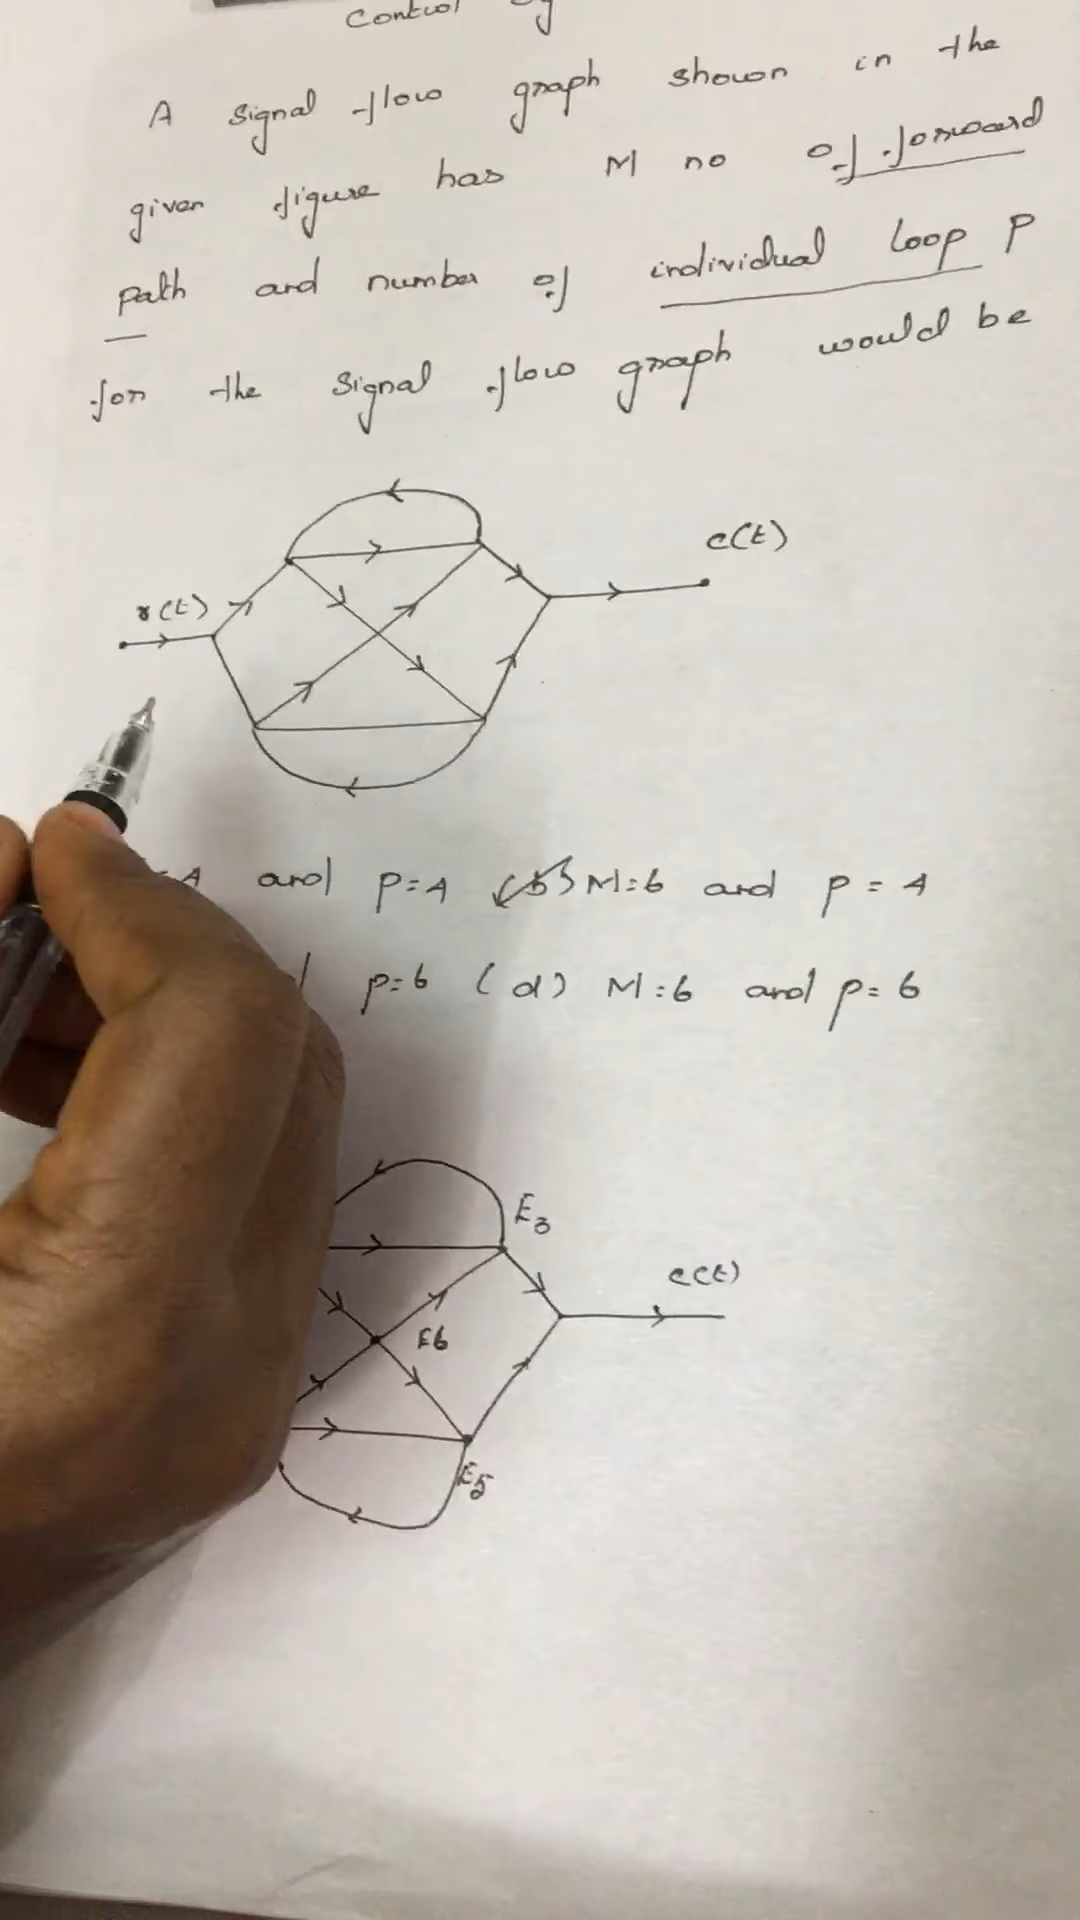 A signal flow graph shown in the
given figure has M no of forward
path and number of individual loop P
for the signal flow graph would be
r(t)
c(t)
and p=4 (b) M=6 and p=4
p=6 (d) M=6 and p=6
E3
c(t)
E6
E5